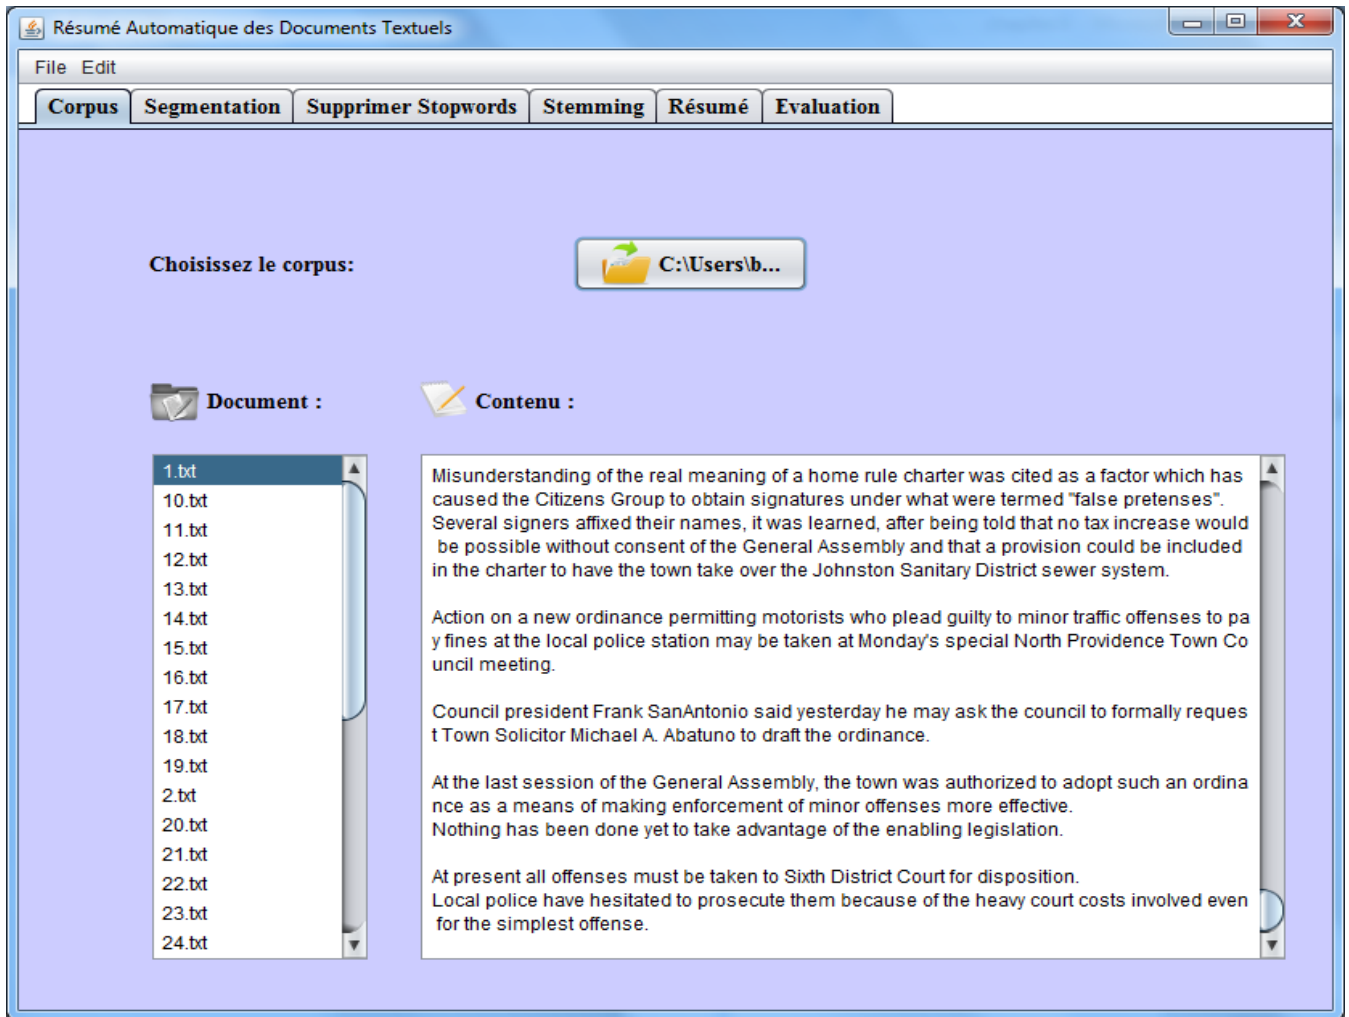 Résumé Automatique des Documents Textuels
File Edit
Corpus Segmentation Supprimer Stopwords Stemming Résumé Evaluation
Choisissez le corpus: C:\Users\b...
Document : Contenu :
1.txt
10.txt
11.txt
12.txt
13.txt
14.txt
15.txt
16.txt
17.txt
18.txt
19.txt
2.txt
20.txt
21.txt
22.txt
23.txt
24.txt
Misunderstanding of the real meaning of a home rule charter was cited as a factor which has
caused the Citizens Group to obtain signatures under what were termed "false pretenses".
Several signers affixed their names, it was learned, after being told that no tax increase would
be possible without consent of the General Assembly and that a provision could be included
in the charter to have the town take over the Johnston Sanitary District sewer system.
Action on a new ordinance permitting motorists who plead guilty to minor traffic offenses to pa
y fines at the local police station may be taken at Monday's special North Providence Town Co
uncil meeting.
Council president Frank SanAntonio said yesterday he may ask the council to formally reques
t Town Solicitor Michael A. Abatuno to draft the ordinance.
At the last session of the General Assembly, the town was authorized to adopt such an ordina
nce as a means of making enforcement of minor offenses more effective.
Nothing has been done yet to take advantage of the enabling legislation.
At present all offenses must be taken to Sixth District Court for disposition.
Local police have hesitated to prosecute them because of the heavy court costs involved even
for the simplest offense.